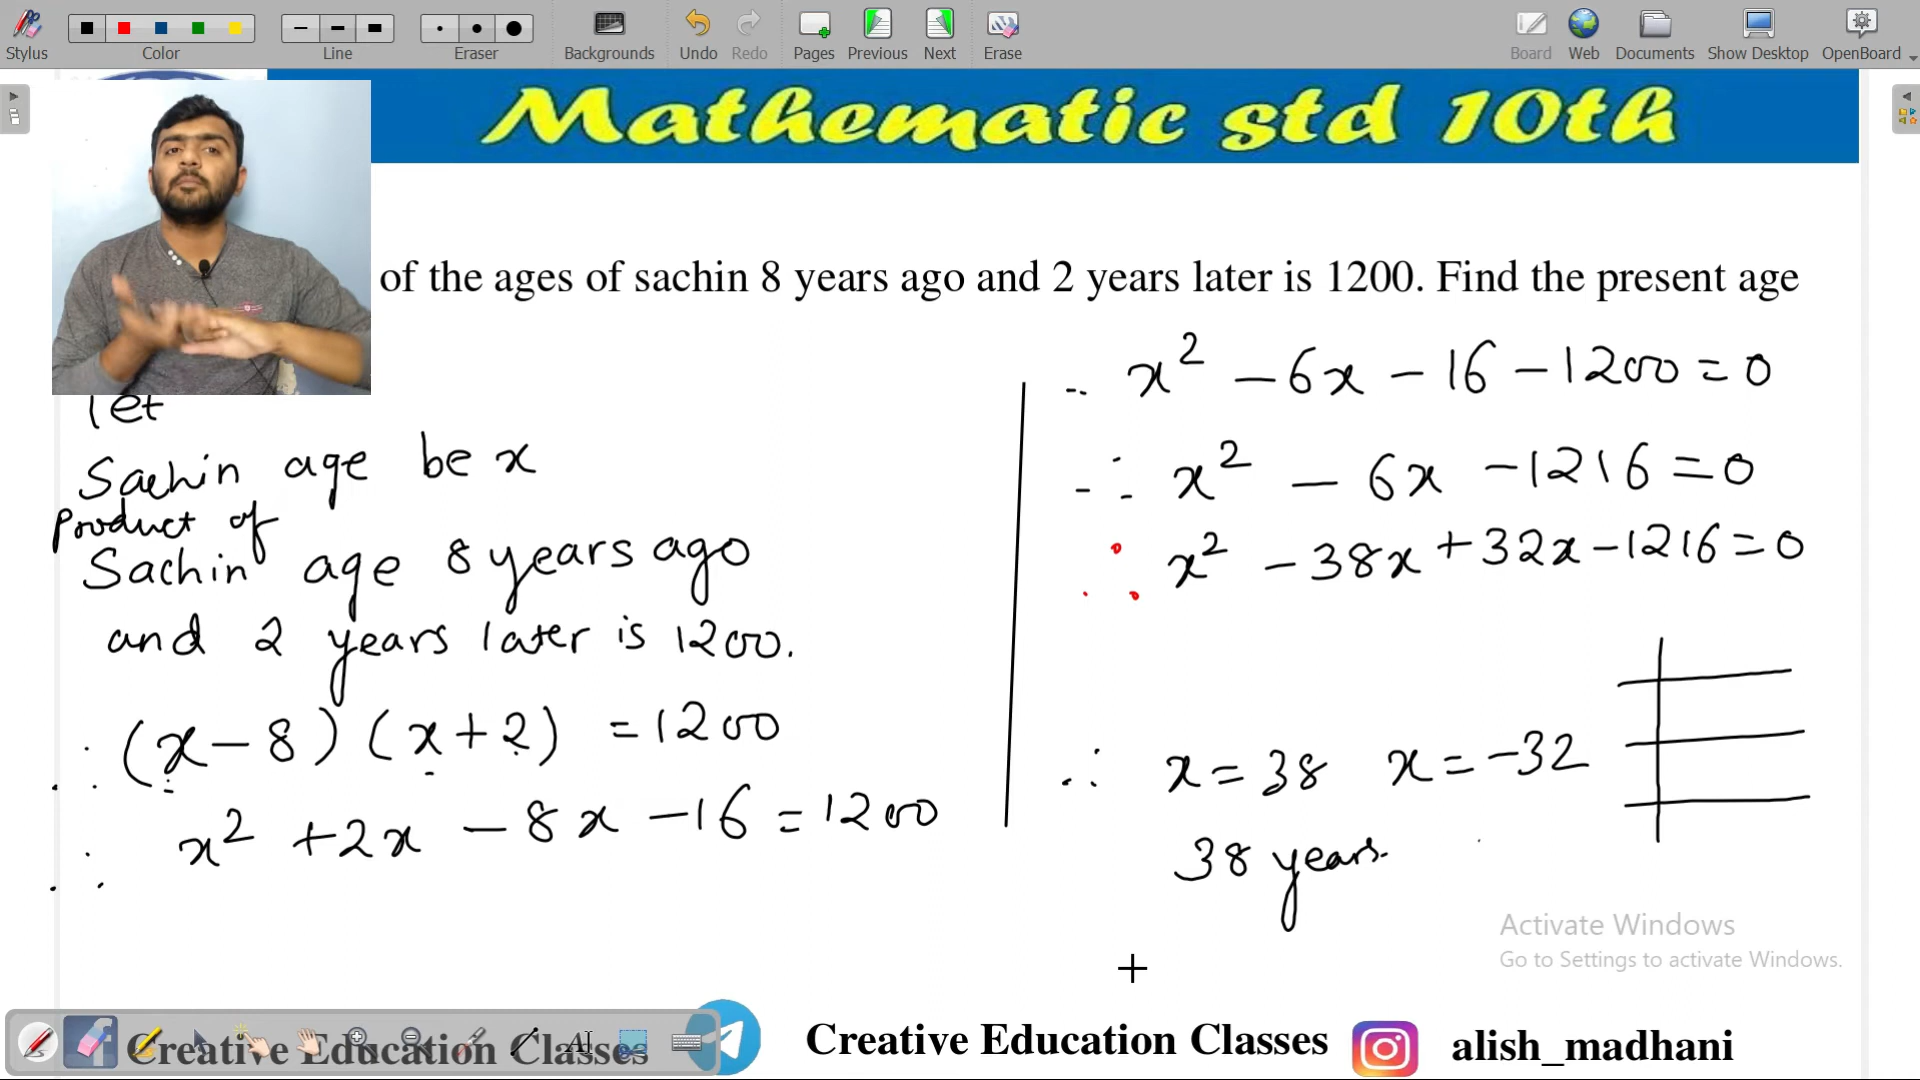 Stylus
Color
Line
Eraser
Backgrounds
Undo
Redo
Pages
Previous
Next
Erase
Board
Web
Documents
Show Desktop
OpenBoard
Mathematic std 10th
of the ages of sachin 8 years ago and 2 years later is 1200. Find the present age
let
Sachin age be x
product of
Sachin age 8 years ago
and 2 years later is 1200.
∴ (x - 8) (x + 2) = 1200
∴ x² + 2x - 8x - 16 = 1200
∴ x² - 6x - 16 - 1200 = 0
∴ x² - 6x - 1216 = 0
∴ x² - 38x + 32x - 1216 = 0
∴ x = 38 x = -32
38 years.
Activate Windows
Go to Settings to activate Windows.
Creative Education Classes
Creative Education Classes
alish_madhani